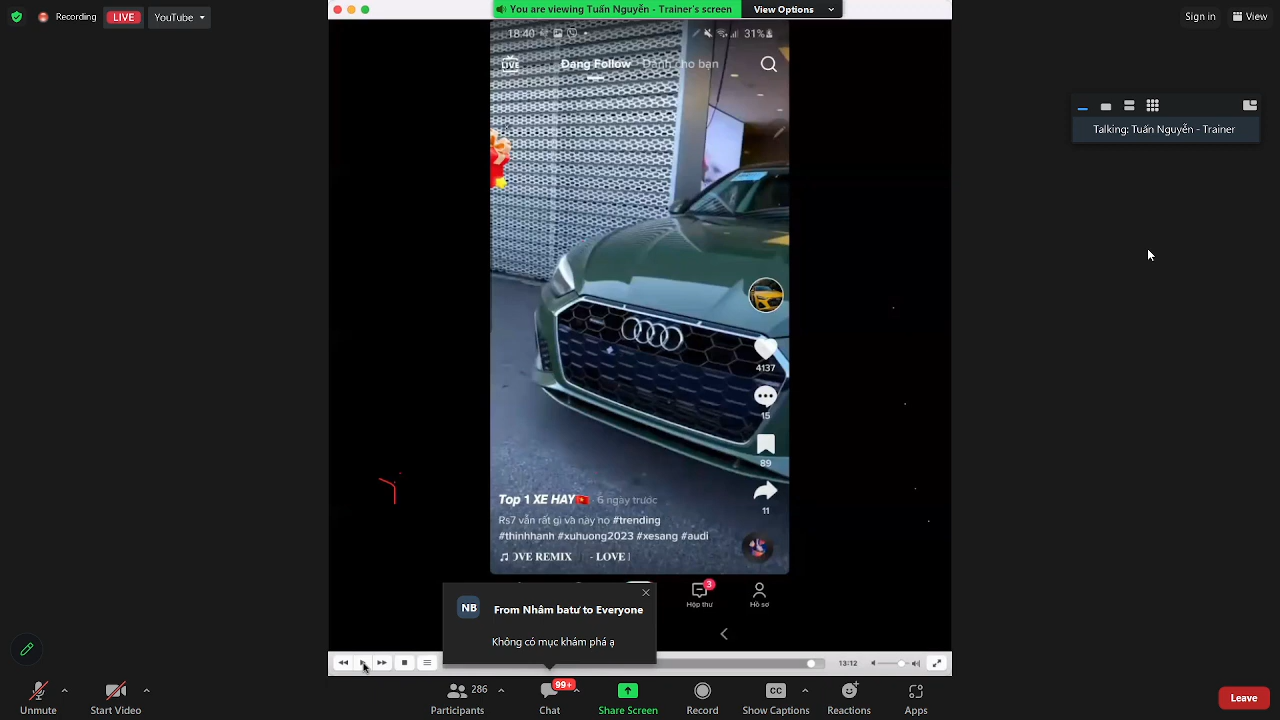 Recording
LIVE
YouTube
You are viewing Tuấn Nguyễn - Trainer's screen
View Options
Sign in
View
Talking: Tuấn Nguyễn - Trainer
18:40
31%
LIVE
Đang Follow
Dành cho bạn
4137
15
89
11
Top 1 XE HAY🇻🇳 · 6 ngày trước
Rs7 vẫn rất gì và này nọ #trending
#thinhhanh #xuhuong2023 #xesang #audi
OVE REMIX - LOVE
3
Hộp thư
Hồ sơ
NB
From Nhâm batư to Everyone
Không có mục khám phá ạ
13:12
Unmute
Start Video
286
Participants
99+
Chat
Share Screen
Record
CC
Show Captions
Reactions
Apps
Leave